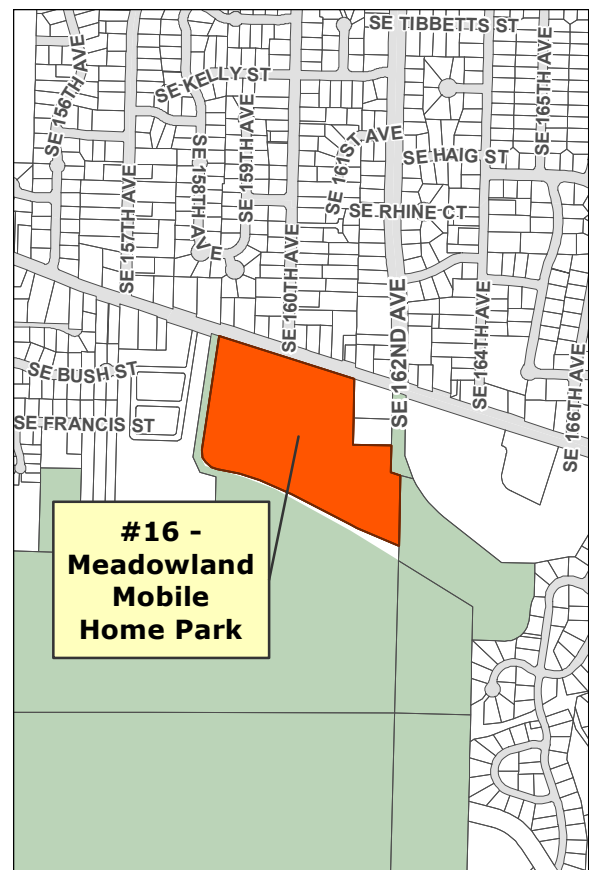 SE TIBBETTS ST
SE 156TH AVE
SE KELLY ST
SE 165TH AVE
SE 159TH AVE
SE 161ST AVE
SE 158TH AVE
SE HAIG ST
SE 157TH AVE
SE RHINE CT
SE 160TH AVE
SE 162ND AVE
SE 164TH AVE
SE BUSH ST
SE 166TH AVE
SE FRANCIS ST
#16 -
Meadowland
Mobile
Home Park